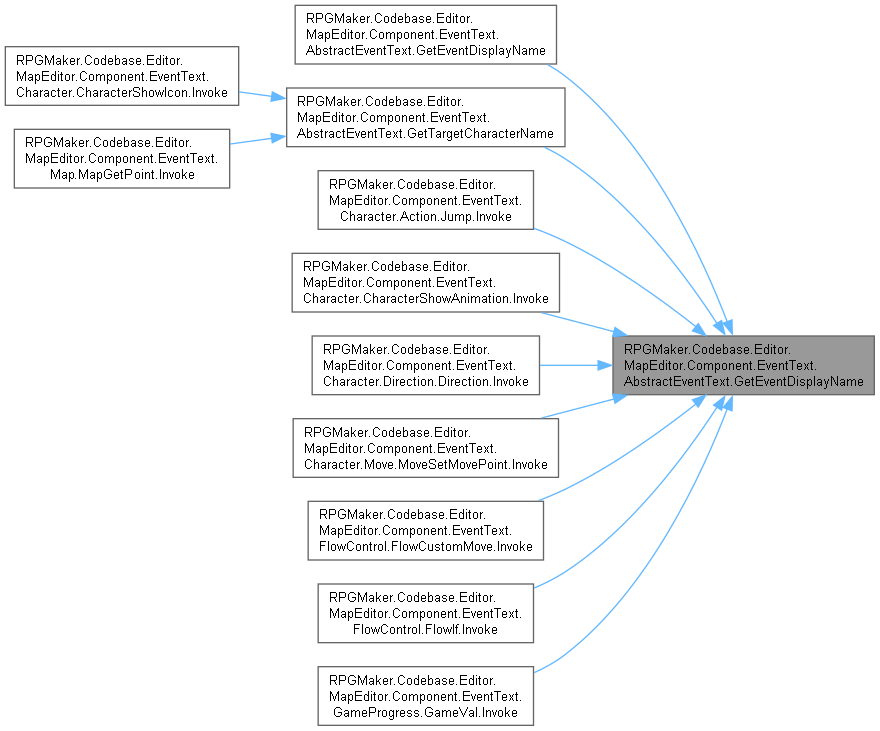 RPGMaker.Codebase.Editor.
MapEditor.Component.EventText.
AbstractEventText.GetEventDisplayName
RPGMaker.Codebase.Editor.
MapEditor.Component.EventText.
Character.CharacterShowIcon.Invoke
RPGMaker.Codebase.Editor.
MapEditor.Component.EventText.
AbstractEventText.GetTargetCharacterName
RPGMaker.Codebase.Editor.
MapEditor.Component.EventText.
Map.MapGetPoint.Invoke
RPGMaker.Codebase.Editor.
MapEditor.Component.EventText.
Character.Action.Jump.Invoke
RPGMaker.Codebase.Editor.
MapEditor.Component.EventText.
Character.CharacterShowAnimation.Invoke
RPGMaker.Codebase.Editor.
MapEditor.Component.EventText.
AbstractEventText.GetEventDisplayName
RPGMaker.Codebase.Editor.
MapEditor.Component.EventText.
Character.Direction.Direction.Invoke
RPGMaker.Codebase.Editor.
MapEditor.Component.EventText.
Character.Move.MoveSetMovePoint.Invoke
RPGMaker.Codebase.Editor.
MapEditor.Component.EventText.
FlowControl.FlowCustomMove.Invoke
RPGMaker.Codebase.Editor.
MapEditor.Component.EventText.
FlowControl.FlowIf.Invoke
RPGMaker.Codebase.Editor.
MapEditor.Component.EventText.
GameProgress.GameVal.Invoke